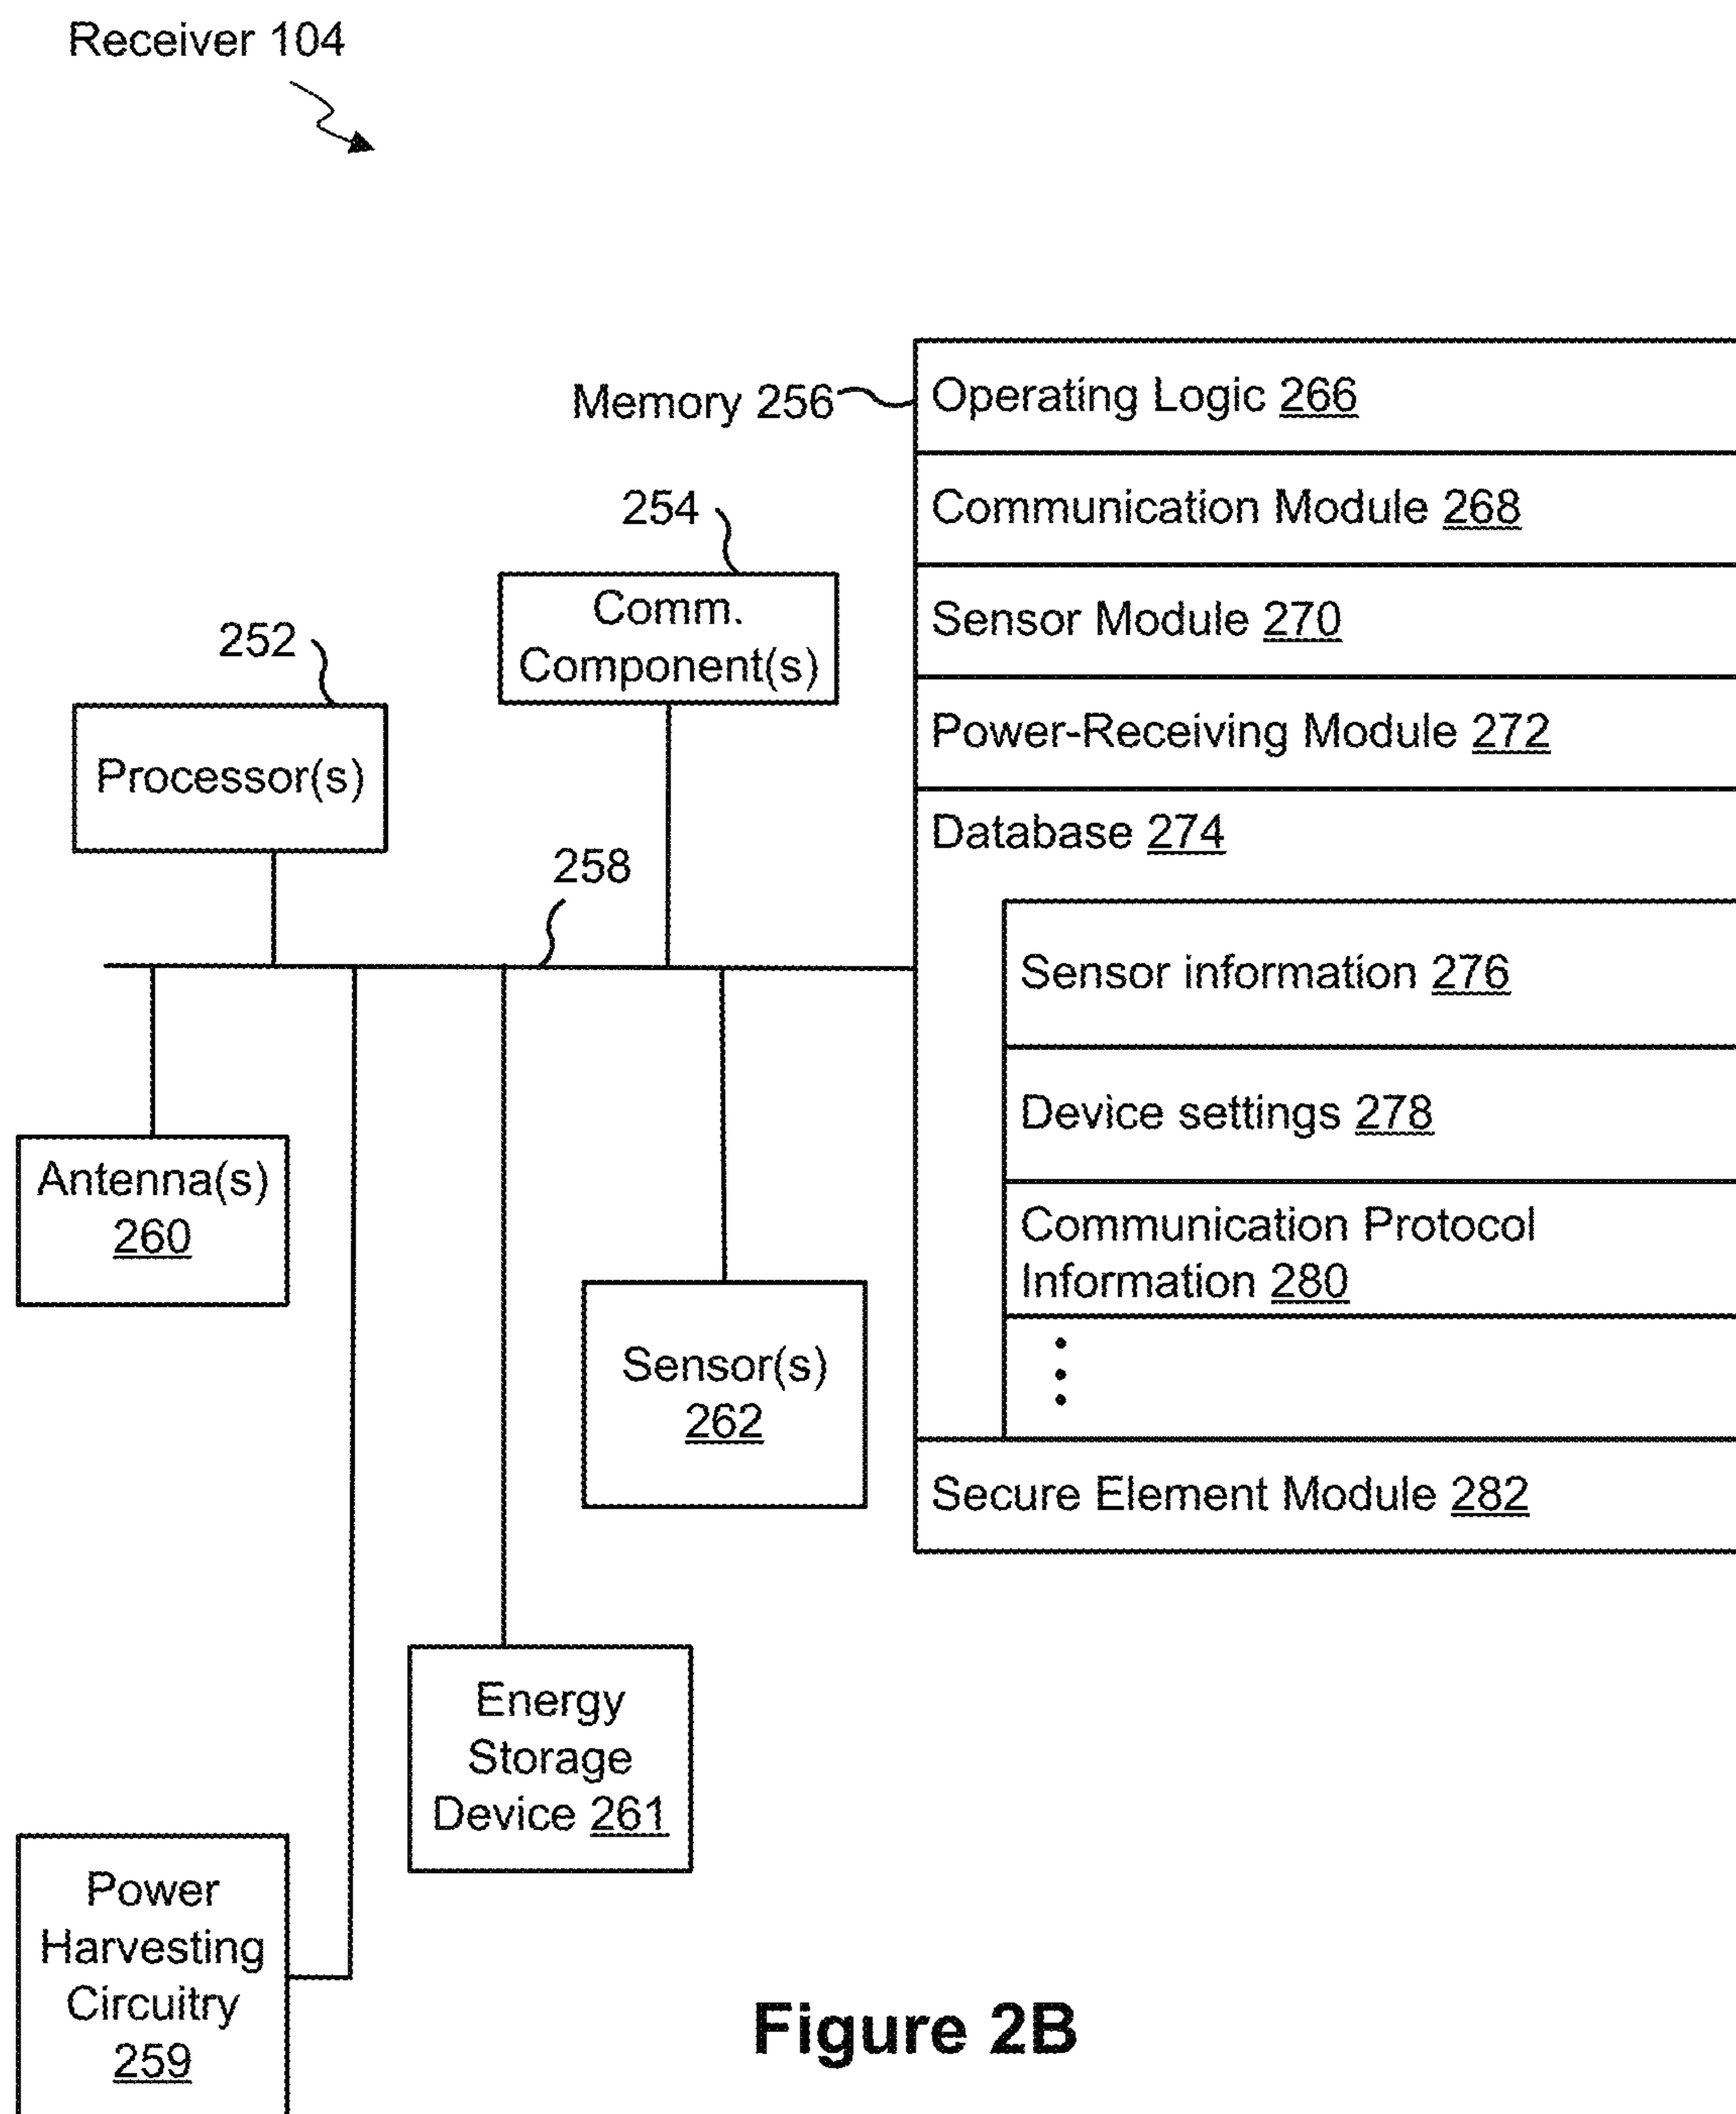 Receiver 104
Memory 256
Operating Logic 266
Communication Module 268
Sensor Module 270
Power-Receiving Module 272
Database 274
Sensor information 276
Device settings 278
Communication Protocol
Information 280
Secure Element Module 282
254
Comm.
Component(s)
252
Processor(s)
258
Antenna(s)
260
Sensor(s)
262
Energy
Storage
Device 261
Power
Harvesting
Circuitry
259
Figure 2B